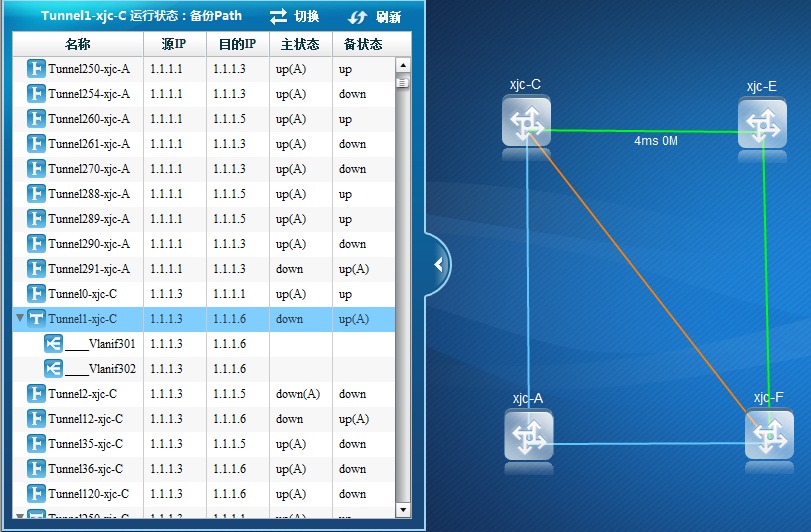 Tunnel1-xjc-C 运行状态：备份Path 切换 刷新
名称 源IP 目的IP 主状态 备状态
Tunnel250-xjc-A 1.1.1.1 1.1.1.3 up(A) up
Tunnel254-xjc-A 1.1.1.1 1.1.1.3 up(A) down
Tunnel260-xjc-A 1.1.1.1 1.1.1.5 up(A) up
Tunnel261-xjc-A 1.1.1.1 1.1.1.3 up(A) down
Tunnel270-xjc-A 1.1.1.1 1.1.1.3 up(A) down
Tunnel288-xjc-A 1.1.1.1 1.1.1.5 up(A) up
Tunnel289-xjc-A 1.1.1.1 1.1.1.5 up(A) up
Tunnel290-xjc-A 1.1.1.1 1.1.1.3 up(A) down
Tunnel291-xjc-A 1.1.1.1 1.1.1.3 down up(A)
Tunnel0-xjc-C 1.1.1.3 1.1.1.1 up(A) up
Tunnel1-xjc-C 1.1.1.3 1.1.1.6 down up(A)
____Vlanif301 1.1.1.3 1.1.1.6
____Vlanif302 1.1.1.3 1.1.1.6
Tunnel2-xjc-C 1.1.1.3 1.1.1.5 down(A) down
Tunnel12-xjc-C 1.1.1.3 1.1.1.6 down up(A)
Tunnel35-xjc-C 1.1.1.3 1.1.1.5 up(A) down
Tunnel36-xjc-C 1.1.1.3 1.1.1.6 up(A) down
Tunnel120-xjc-C 1.1.1.3 1.1.1.6 up(A) down
xjc-C
xjc-E
4ms 0M
xjc-A
xjc-F